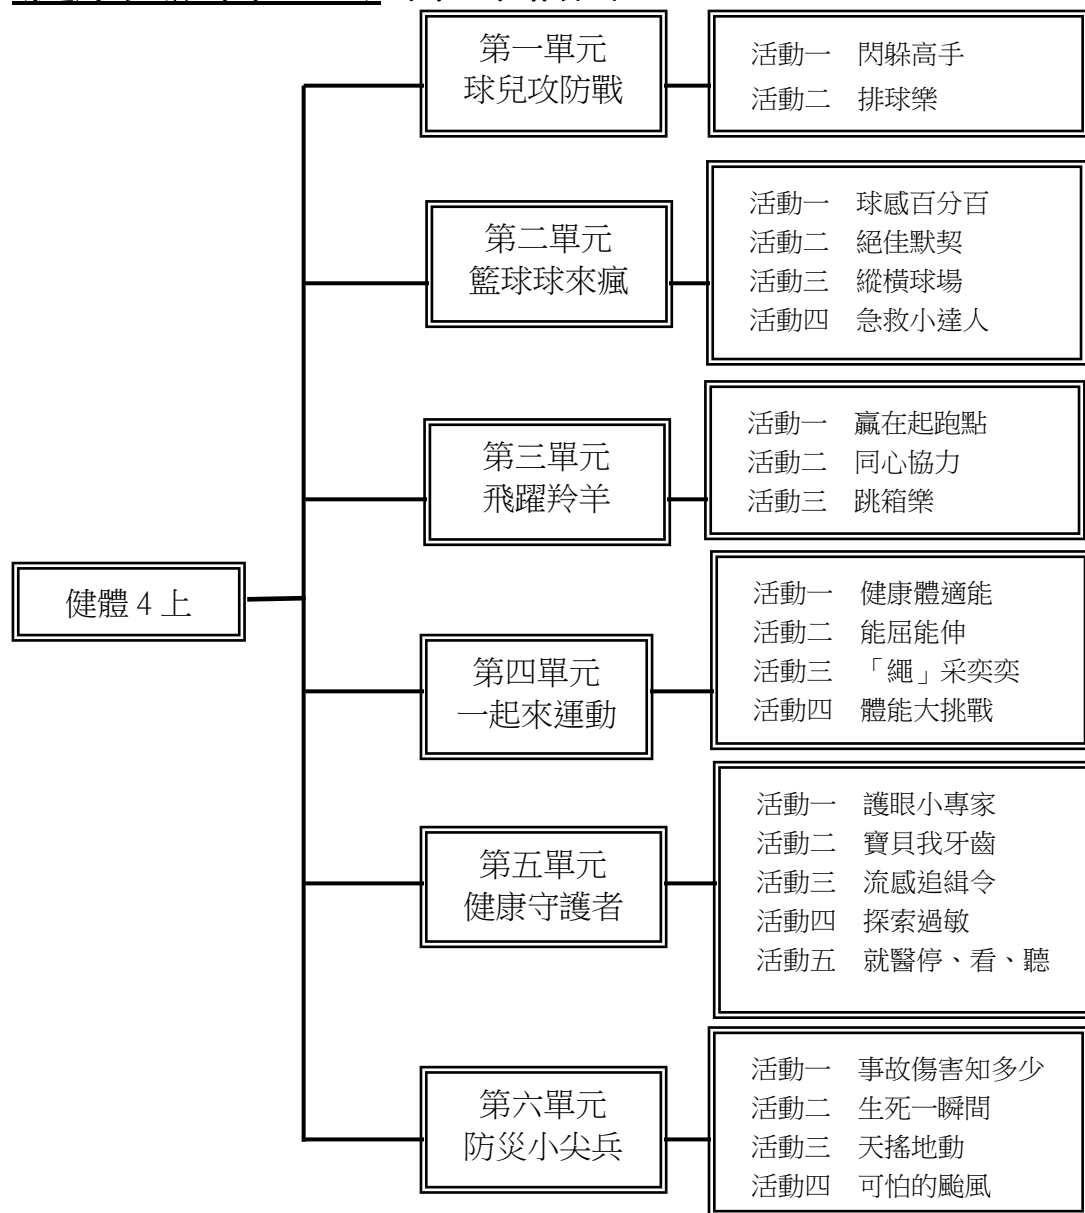 健體 4 上
第一單元
球兒攻防戰
活動一　閃躲高手
活動二　排球樂
第二單元
籃球球來瘋
活動一　球感百分百
活動二　絕佳默契
活動三　縱橫球場
活動四　急救小達人
第三單元
飛躍羚羊
活動一　贏在起跑點
活動二　同心協力
活動三　跳箱樂
第四單元
一起來運動
活動一　健康體適能
活動二　能屈能伸
活動三　「繩」采奕奕
活動四　體能大挑戰
第五單元
健康守護者
活動一　護眼小專家
活動二　寶貝我牙齒
活動三　流感追緝令
活動四　探索過敏
活動五　就醫停、看、聽
第六單元
防災小尖兵
活動一　事故傷害知多少
活動二　生死一瞬間
活動三　天搖地動
活動四　可怕的颱風